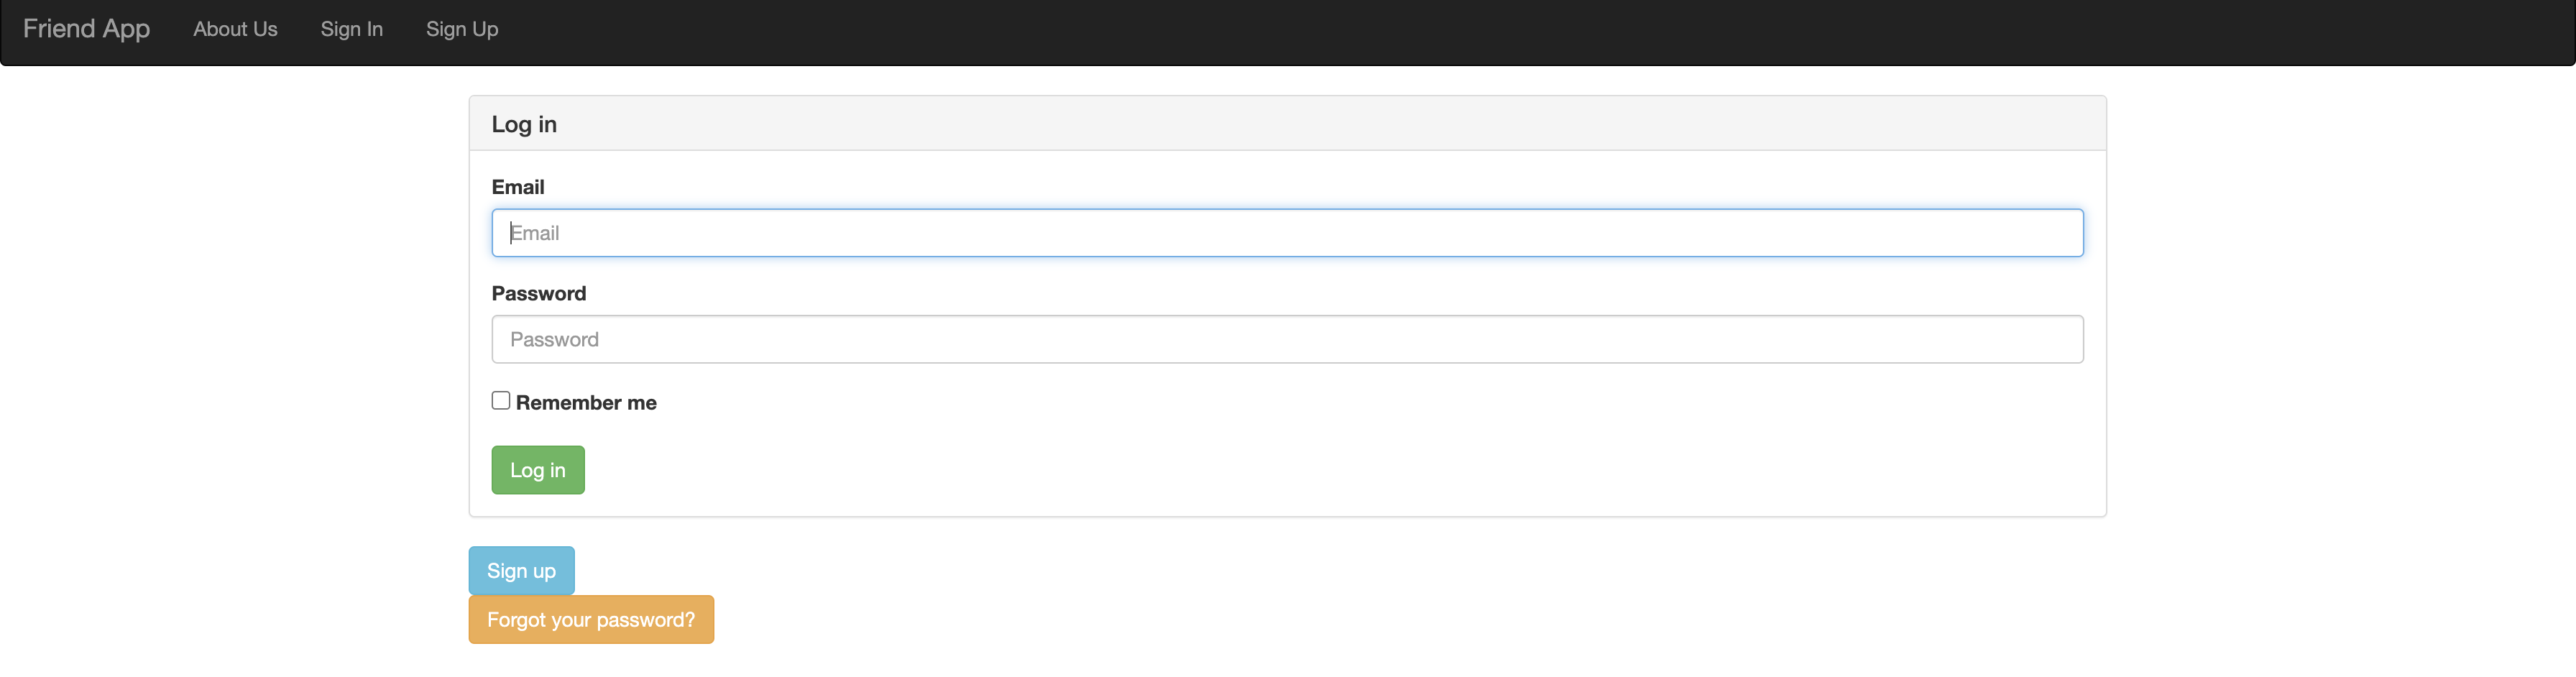 Friend App About Us Sign In Sign Up
Log in
Email
Email
Password
Password
Remember me
Log in
Sign up
Forgot your password?